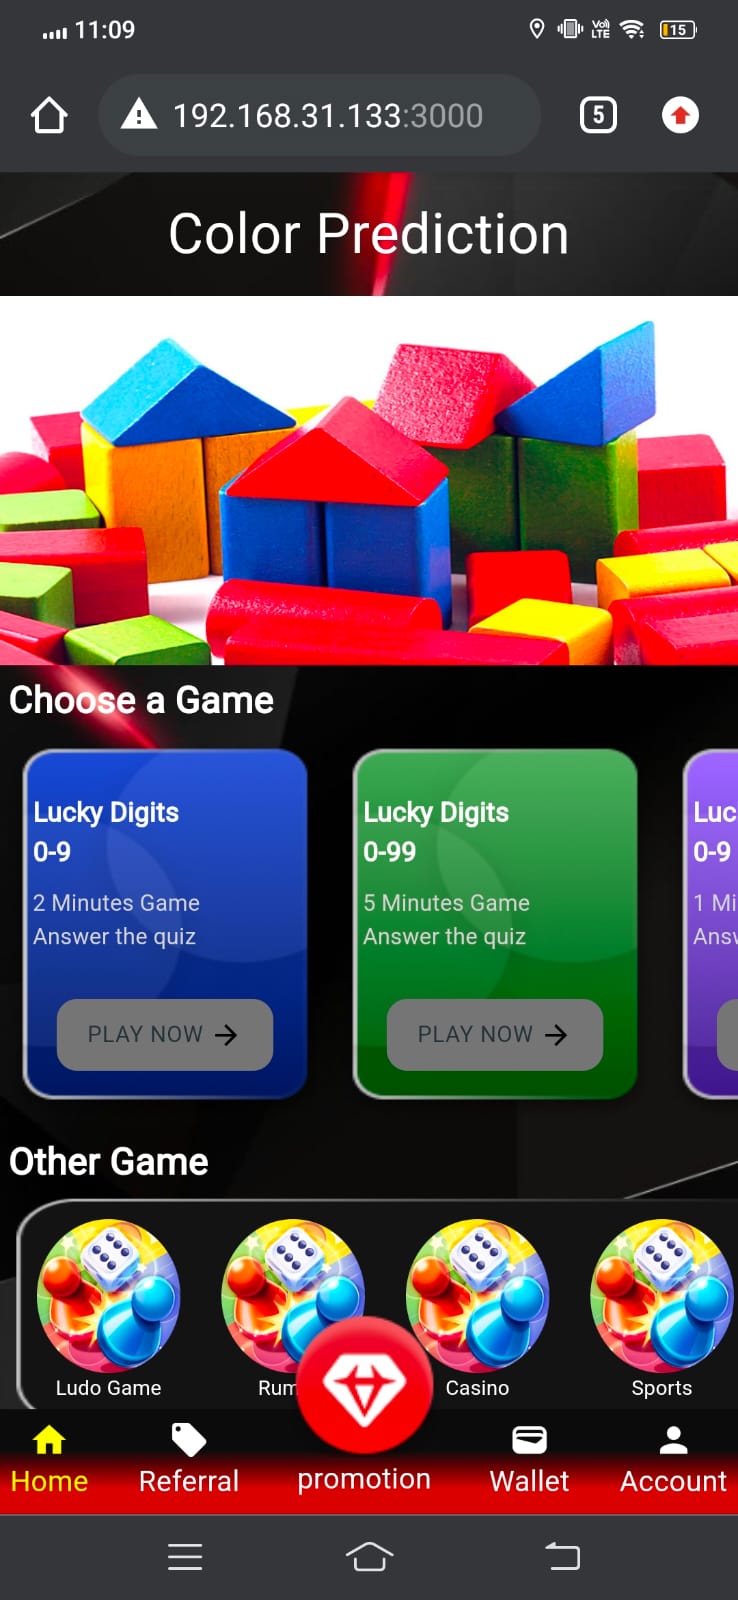 11:09
Vo)
LTE
15
192.168.31.133:3000
5
Color Prediction
Choose a Game
Lucky Digits
0-9
2 Minutes Game
Answer the quiz
PLAY NOW
Lucky Digits
0-99
5 Minutes Game
Answer the quiz
PLAY NOW
Luc
0-9
1 Mi
Ans
Other Game
Ludo Game
Rum
Casino
Sports
Home
Referral
promotion
Wallet
Account